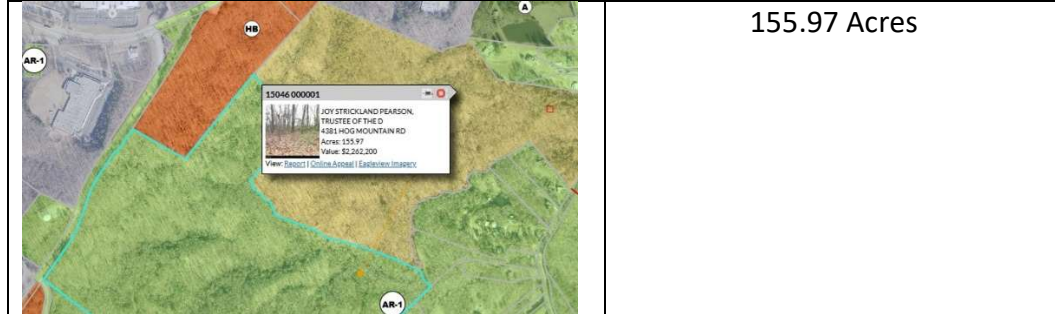 A
HB
155.97 Acres
AR-1
15046 000001
JOY STRICKLAND PEARSON,
TRUSTEE OF THE D
4381 HOG MOUNTAIN RD
Acres: 155.97
Value: $2,262,200
View: Report | Online Appeal | Eagleview Imagery
AR-1